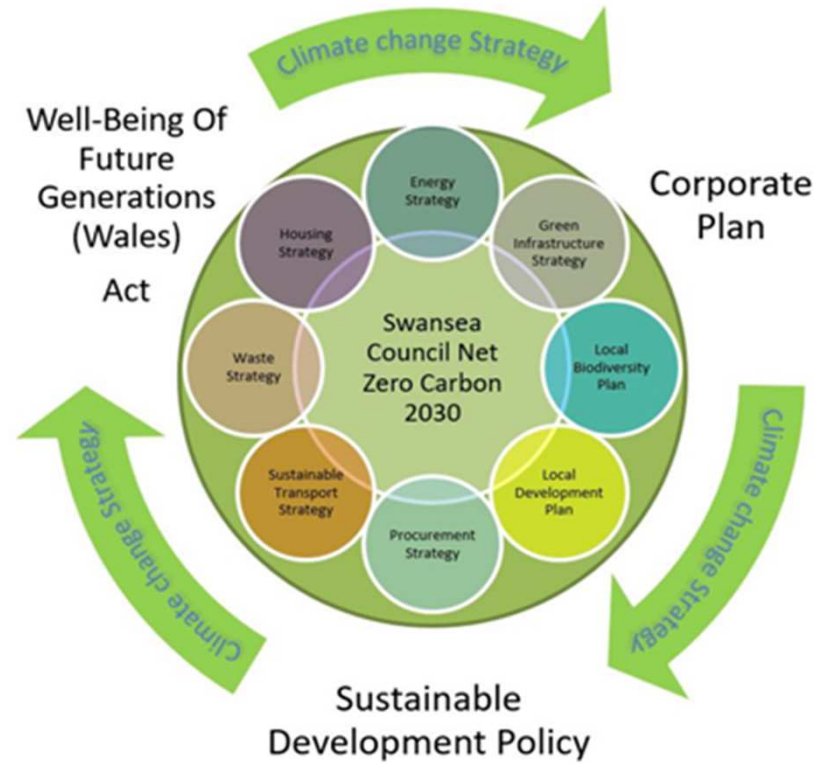 Climate change Strategy
Well-Being Of
Future
Generations
(Wales)
Act
Corporate
Plan
Energy
Strategy
Green
Infrastructure
Strategy
Local
Biodiversity
Plan
Local
Development
Plan
Procurement
Strategy
Sustainable
Transport
Strategy
Waste
Strategy
Housing
Strategy
Swansea
Council Net
Zero Carbon
2030
Climate change Strategy
Climate change Strategy
Sustainable
Development Policy